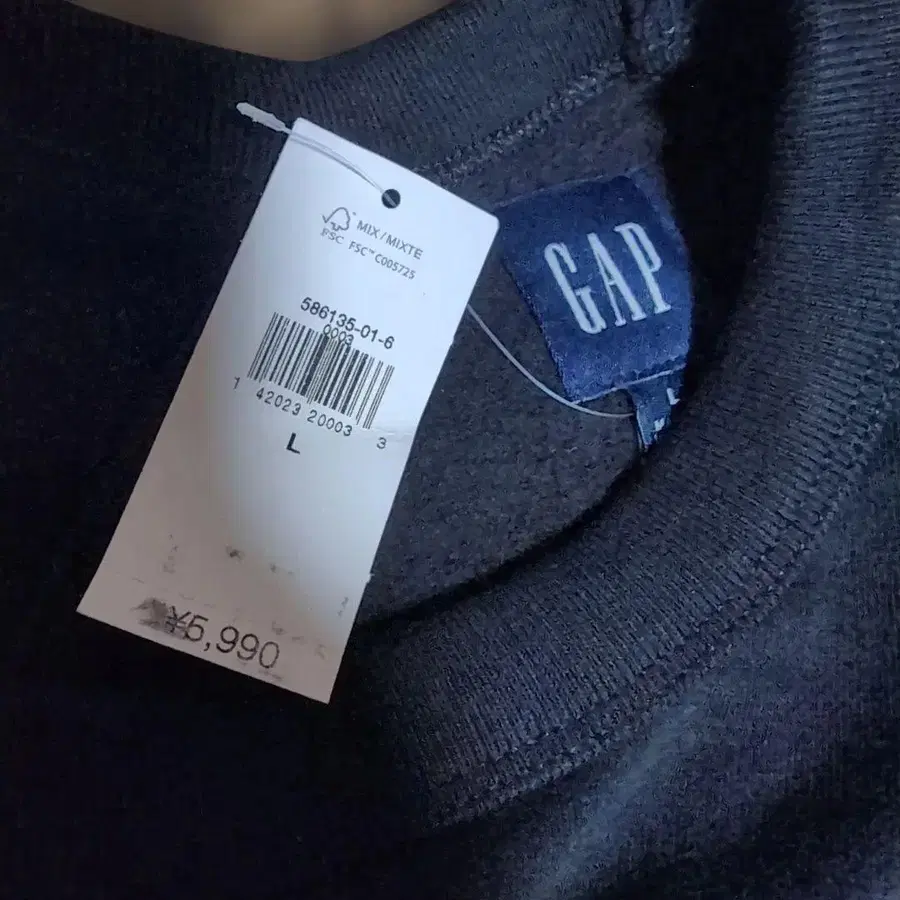 MIX / MIXTE
FSC FSC™ C005725
586135-01-6
0003
1 42023 20003 3
L
¥5,990
GAP
L